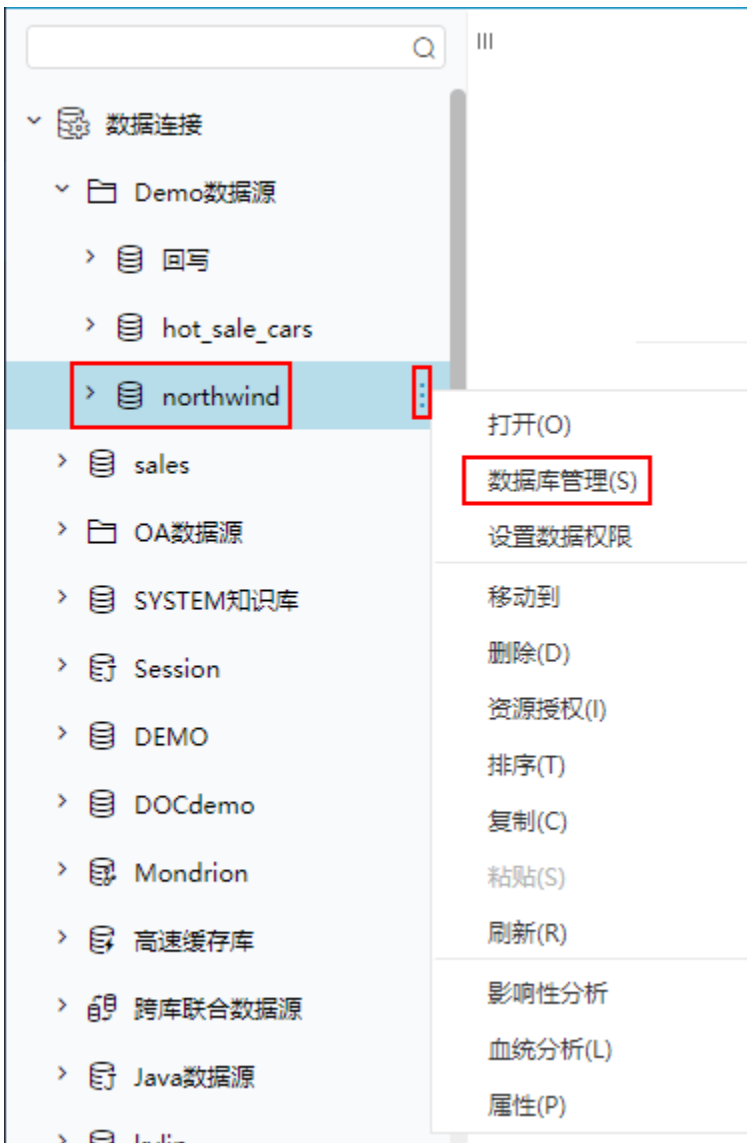 数据连接
Demo数据源
回写
hot_sale_cars
northwind
sales
OA数据源
SYSTEM知识库
Session
DEMO
DOCdemo
Mondrion
高速缓存库
跨库联合数据源
Java数据源
打开(O)
数据库管理(S)
设置数据权限
移动到
删除(D)
资源授权(I)
排序(T)
复制(C)
粘贴(S)
刷新(R)
影响性分析
血统分析(L)
属性(P)